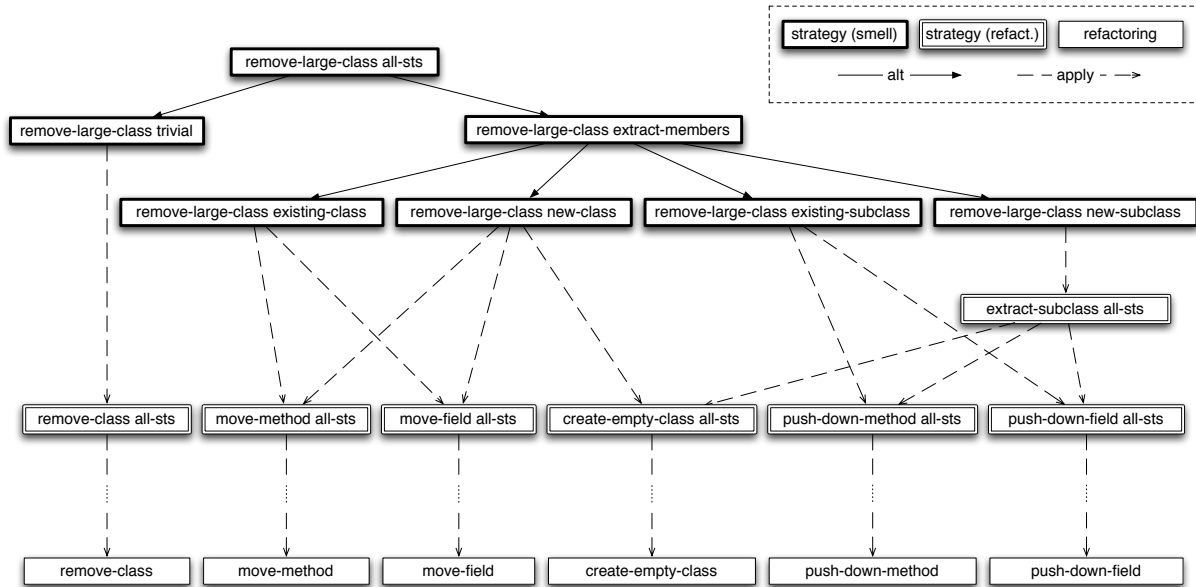 strategy (smell)
strategy (refact.)
refactoring
alt
apply
remove-large-class all-sts
remove-large-class trivial
remove-large-class extract-members
remove-large-class existing-class
remove-large-class new-class
remove-large-class existing-subclass
remove-large-class new-subclass
extract-subclass all-sts
remove-class all-sts
move-method all-sts
move-field all-sts
create-empty-class all-sts
push-down-method all-sts
push-down-field all-sts
remove-class
move-method
move-field
create-empty-class
push-down-method
push-down-field